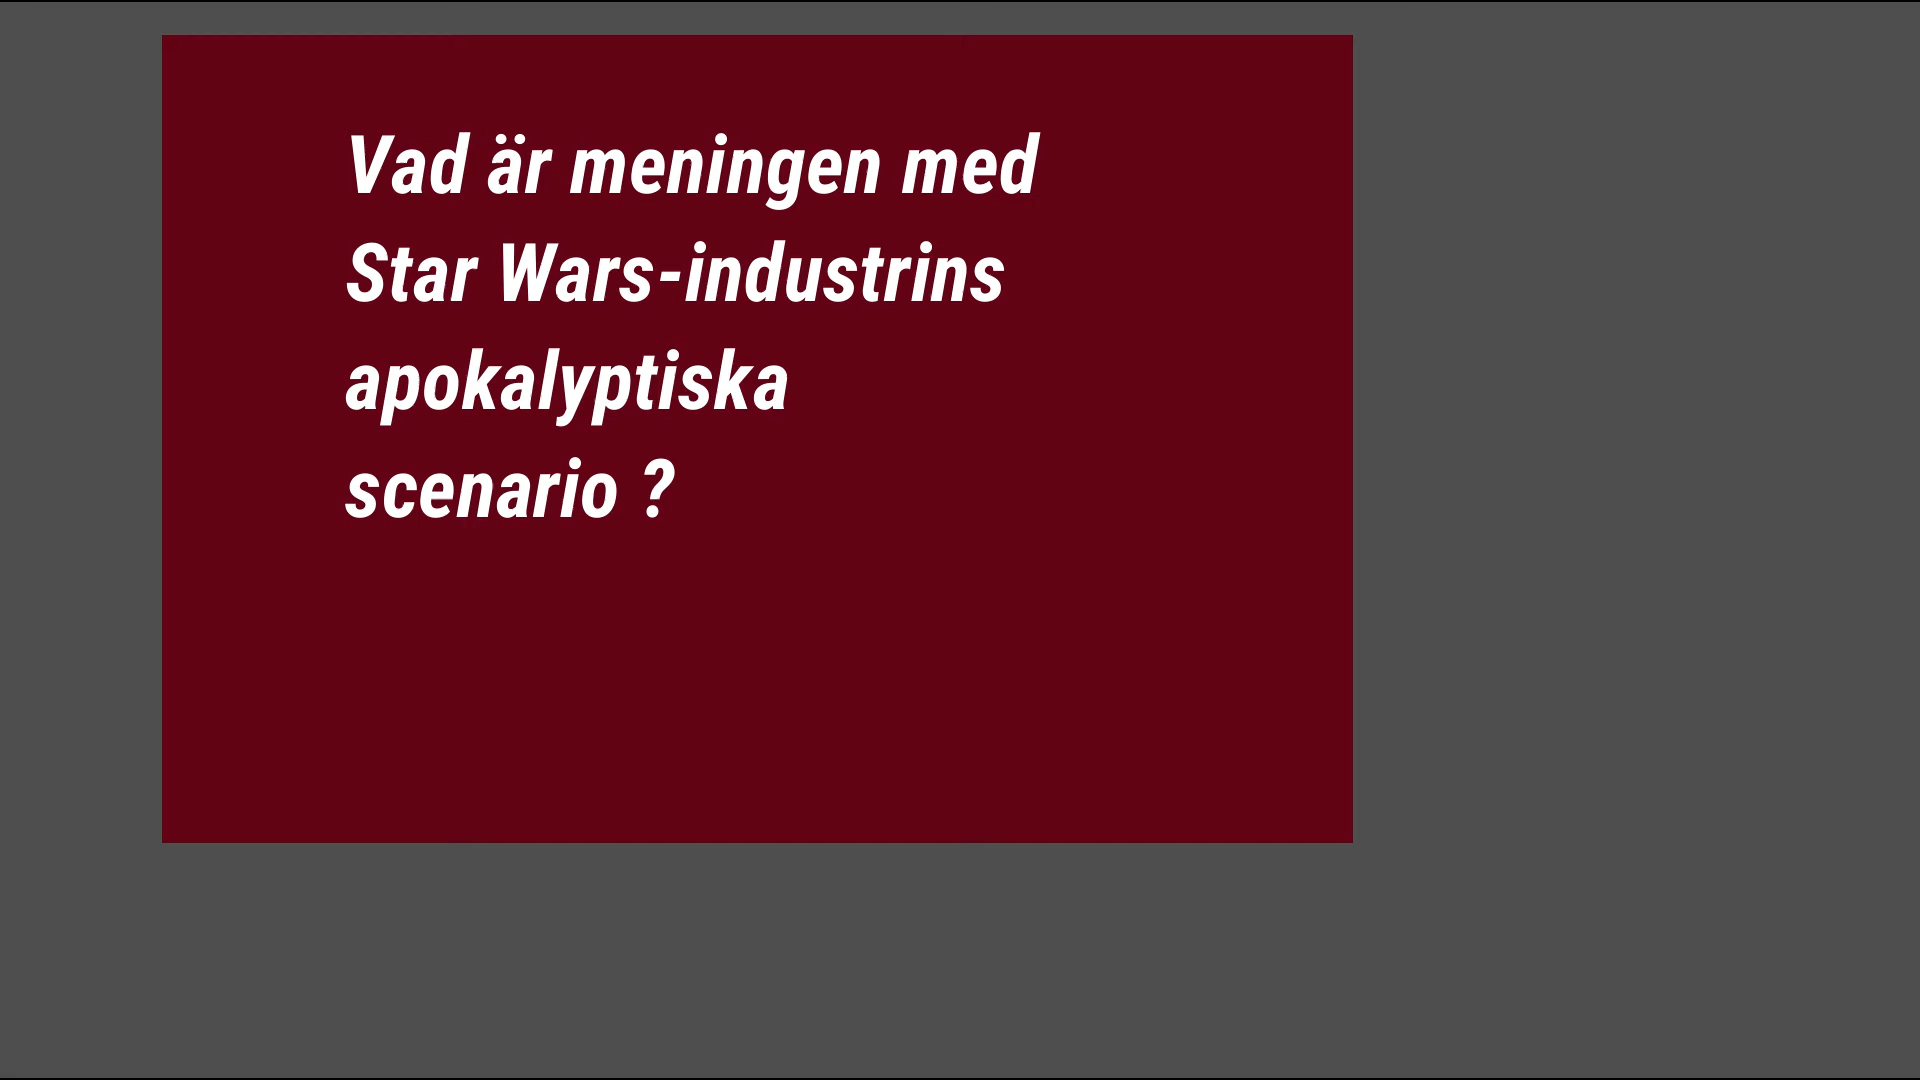 Vad är meningen med
Star Wars-industrins
apokalyptiska
scenario ?